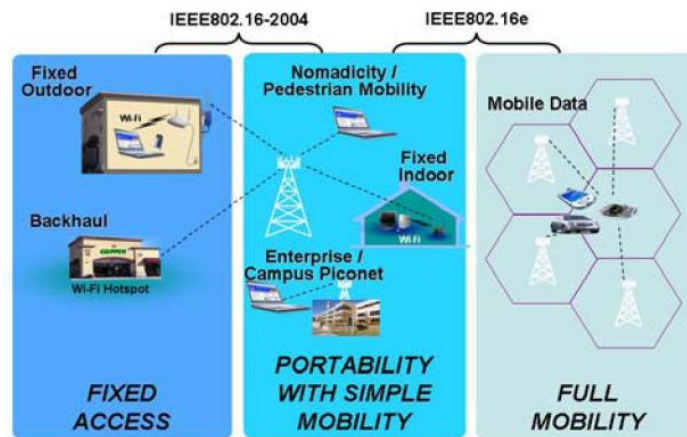 IEEE802.16-2004
IEEE802.16e
Fixed
Outdoor
Wi-Fi
Backhaul
Wi-Fi Hotspot
FIXED
ACCESS
Nomadicity /
Pedestrian Mobility
Fixed
Indoor
Wi-Fi
Enterprise /
Campus Piconet
PORTABILITY
WITH SIMPLE
MOBILITY
Mobile Data
FULL
MOBILITY